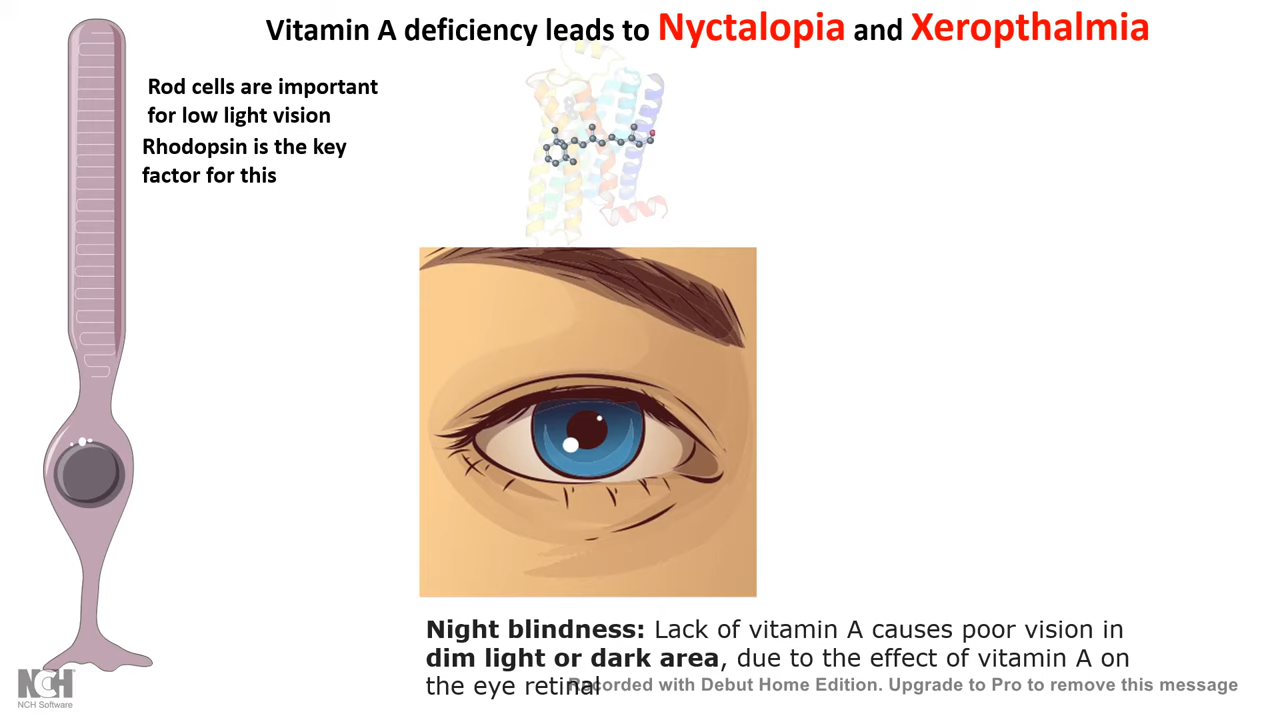 Vitamin A deficiency leads to Nyctalopia and Xeropthalmia
Rod cells are important
for low light vision
Rhodopsin is the key
factor for this
Night blindness: Lack of vitamin A causes poor vision in
dim light or dark area, due to the effect of vitamin A on
the eye retinal
Recorded with Debut Home Edition. Upgrade to Pro to remove this message
NCH
NCH Software